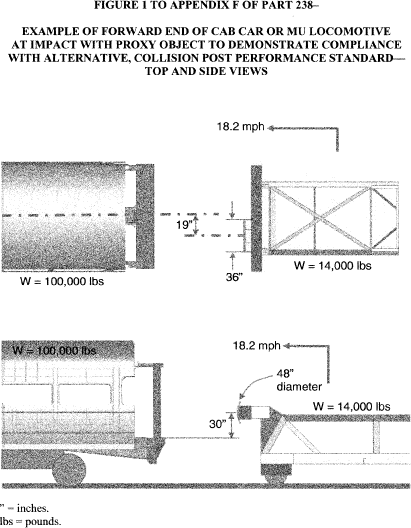 FIGURE 1 TO APPENDIX F OF PART 238–
EXAMPLE OF FORWARD END OF CAB CAR OR MU LOCOMOTIVE
AT IMPACT WITH PROXY OBJECT TO DEMONSTRATE COMPLIANCE
WITH ALTERNATIVE, COLLISION POST PERFORMANCE STANDARD—
TOP AND SIDE VIEWS
18.2 mph
19"
36"
W = 14,000 lbs
W = 100,000 lbs
W = 100,000 lbs
18.2 mph
48"
diameter
W = 14,000 lbs
30"
" = inches.
lbs = pounds.